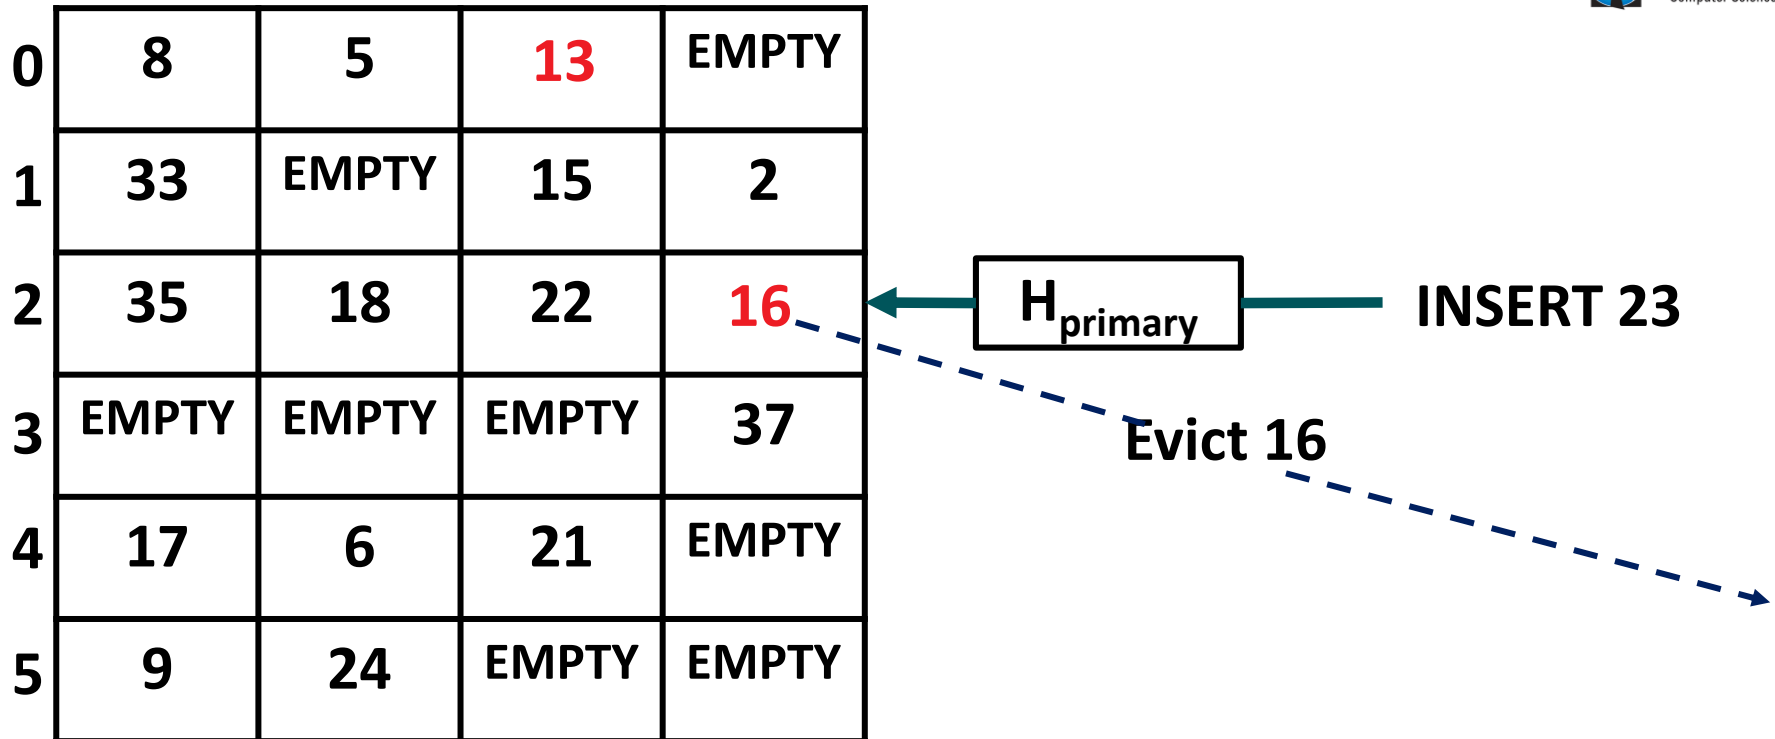 0 8 5 13 EMPTY
1 33 EMPTY 15 2
2 35 18 22 16
H primary
INSERT 23
3 EMPTY EMPTY EMPTY 37
Evict 16
4 17 6 21 EMPTY
5 9 24 EMPTY EMPTY